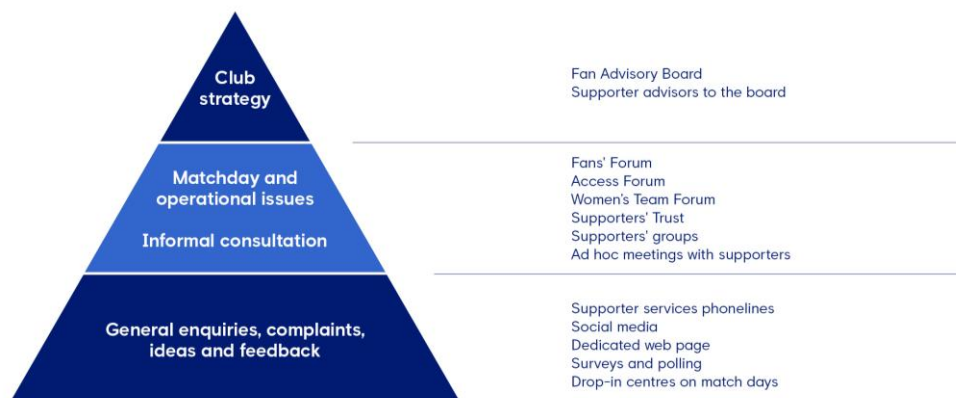 Club
strategy
Fan Advisory Board
Supporter advisors to the board
Matchday and
operational issues
Informal consultation
Fans' Forum
Access Forum
Women's Team Forum
Supporters' Trust
Supporters' groups
Ad hoc meetings with supporters
General enquiries, complaints,
ideas and feedback
Supporter services phonelines
Social media
Dedicated web page
Surveys and polling
Drop-in centres on match days